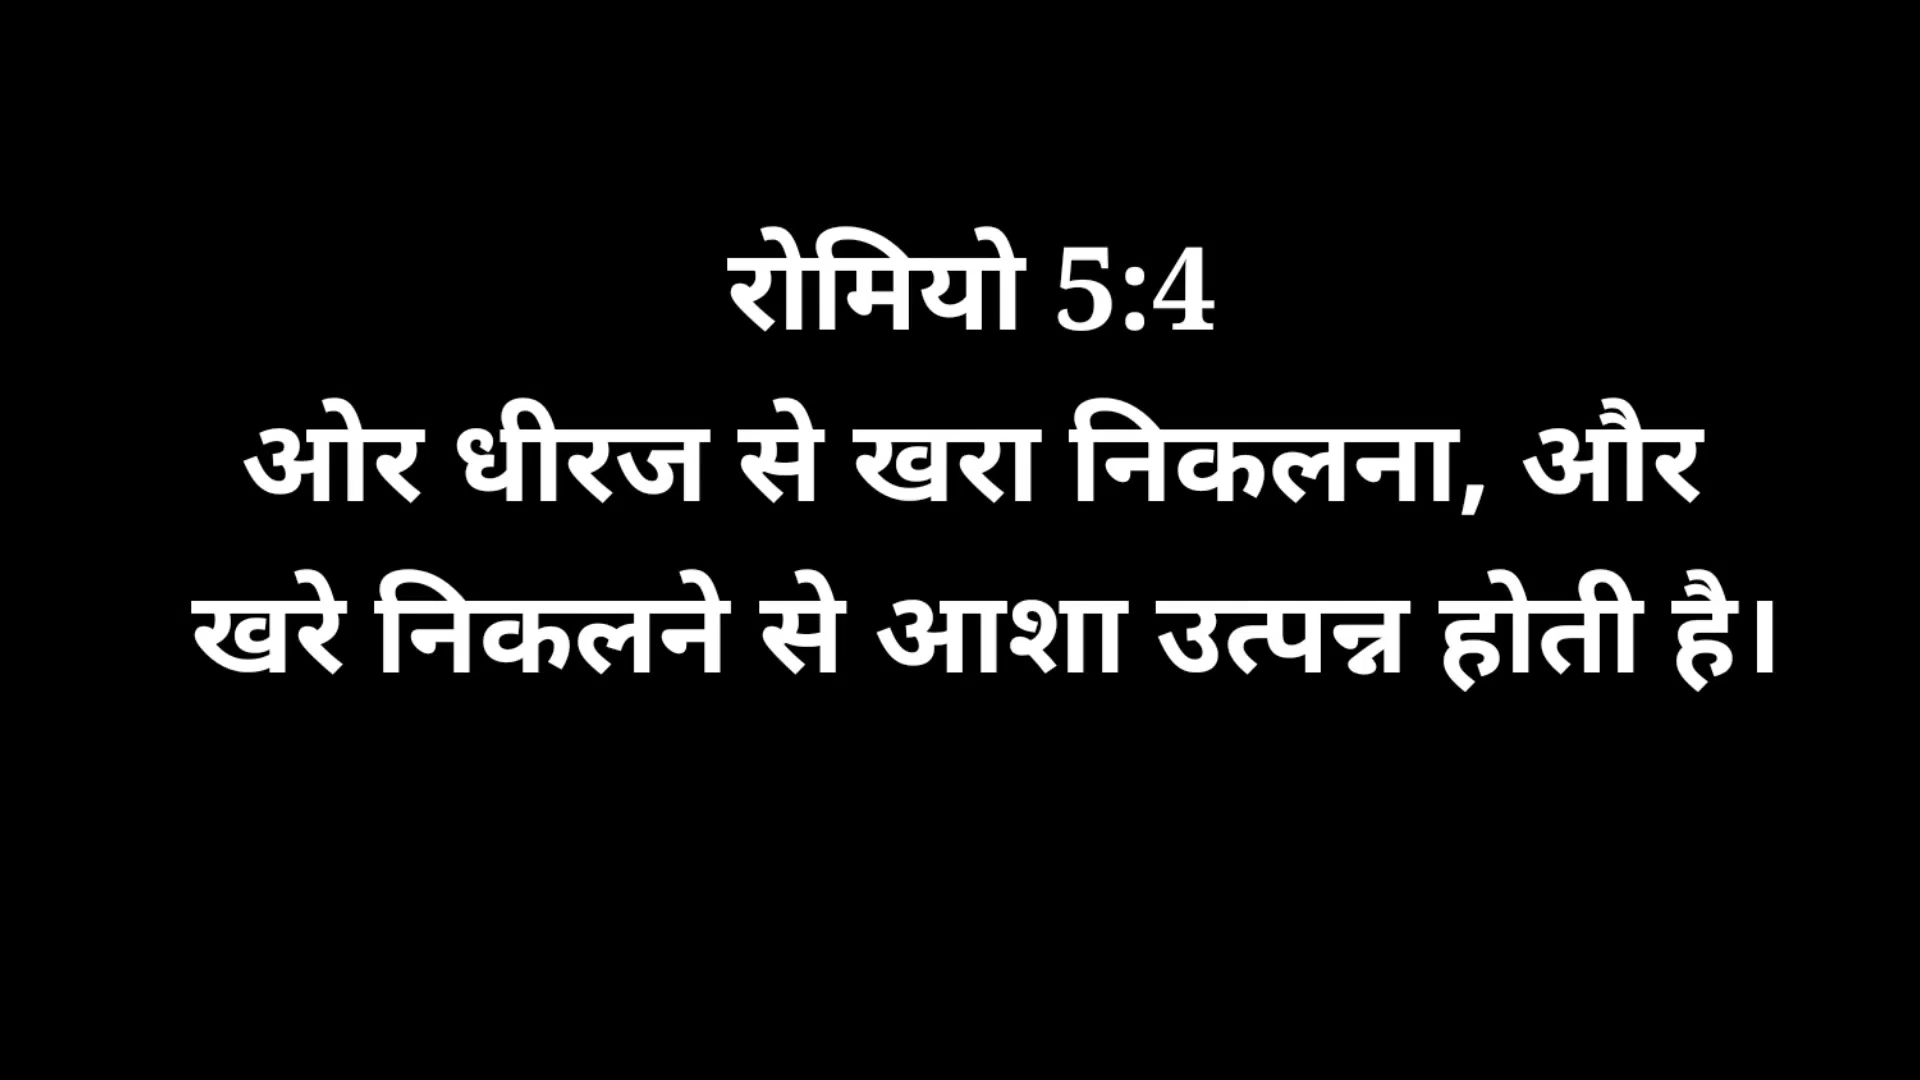 रोमियो 5:4
ओर धीरज से खरा निकलना, और
खरे निकलने से आशा उत्पन्न होती है।